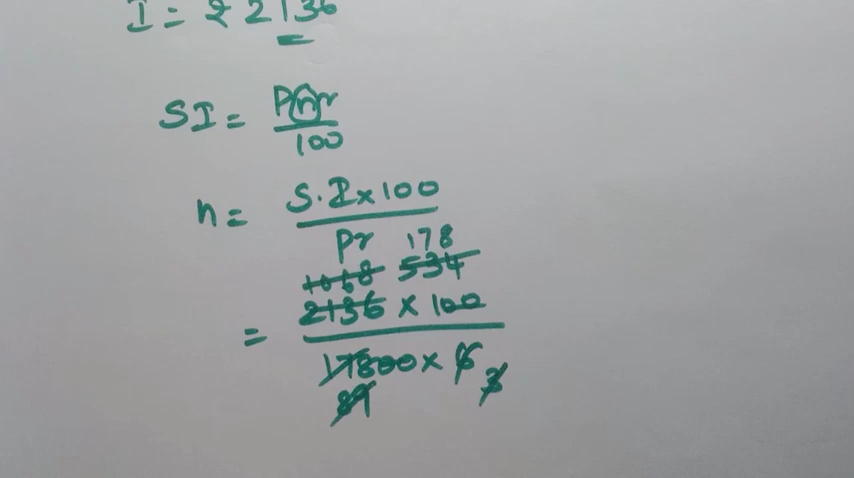 I = ₹ 2136
SI = Pnr
100
n = S.I x 100
Pr 178
1068 534
= 2136 x 100
17800 x 6
89 3